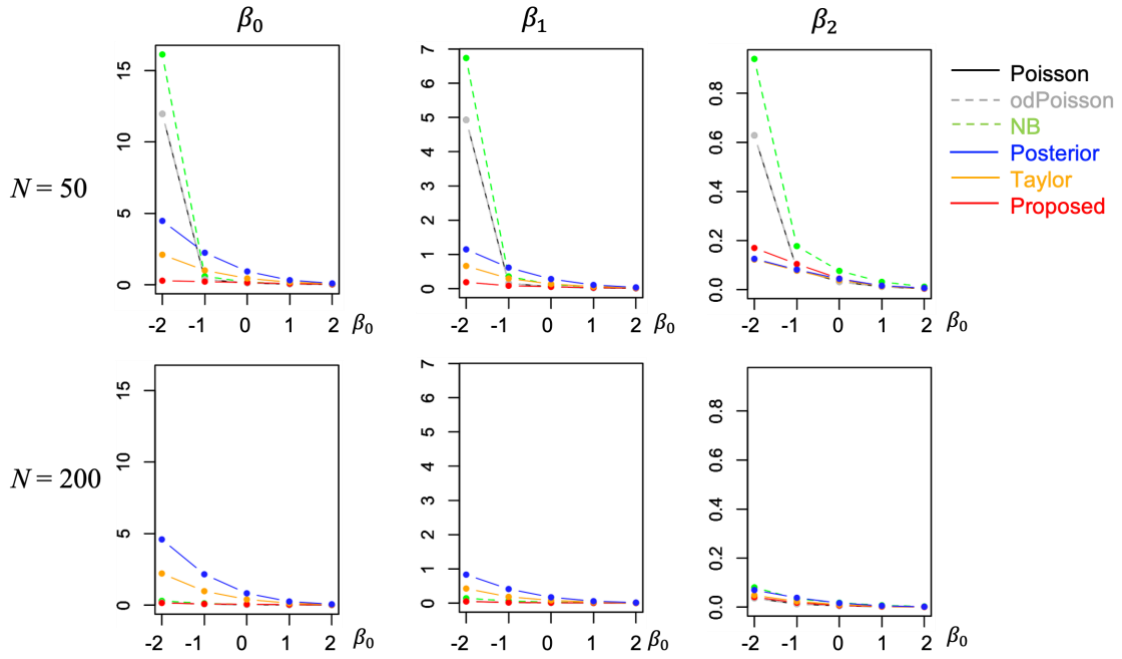 β₀
β₁
β₂
N = 50
0 5 10 15
-2 -1 0 1 2 β₀
0 1 2 3 4 5 6 7
-2 -1 0 1 2 β₀
0.0 0.2 0.4 0.6 0.8
-2 -1 0 1 2 β₀
Poisson
odPoisson
NB
Posterior
Taylor
Proposed
N = 200
0 5 10 15
-2 -1 0 1 2 β₀
0 1 2 3 4 5 6 7
-2 -1 0 1 2 β₀
0.0 0.2 0.4 0.6 0.8
-2 -1 0 1 2 β₀